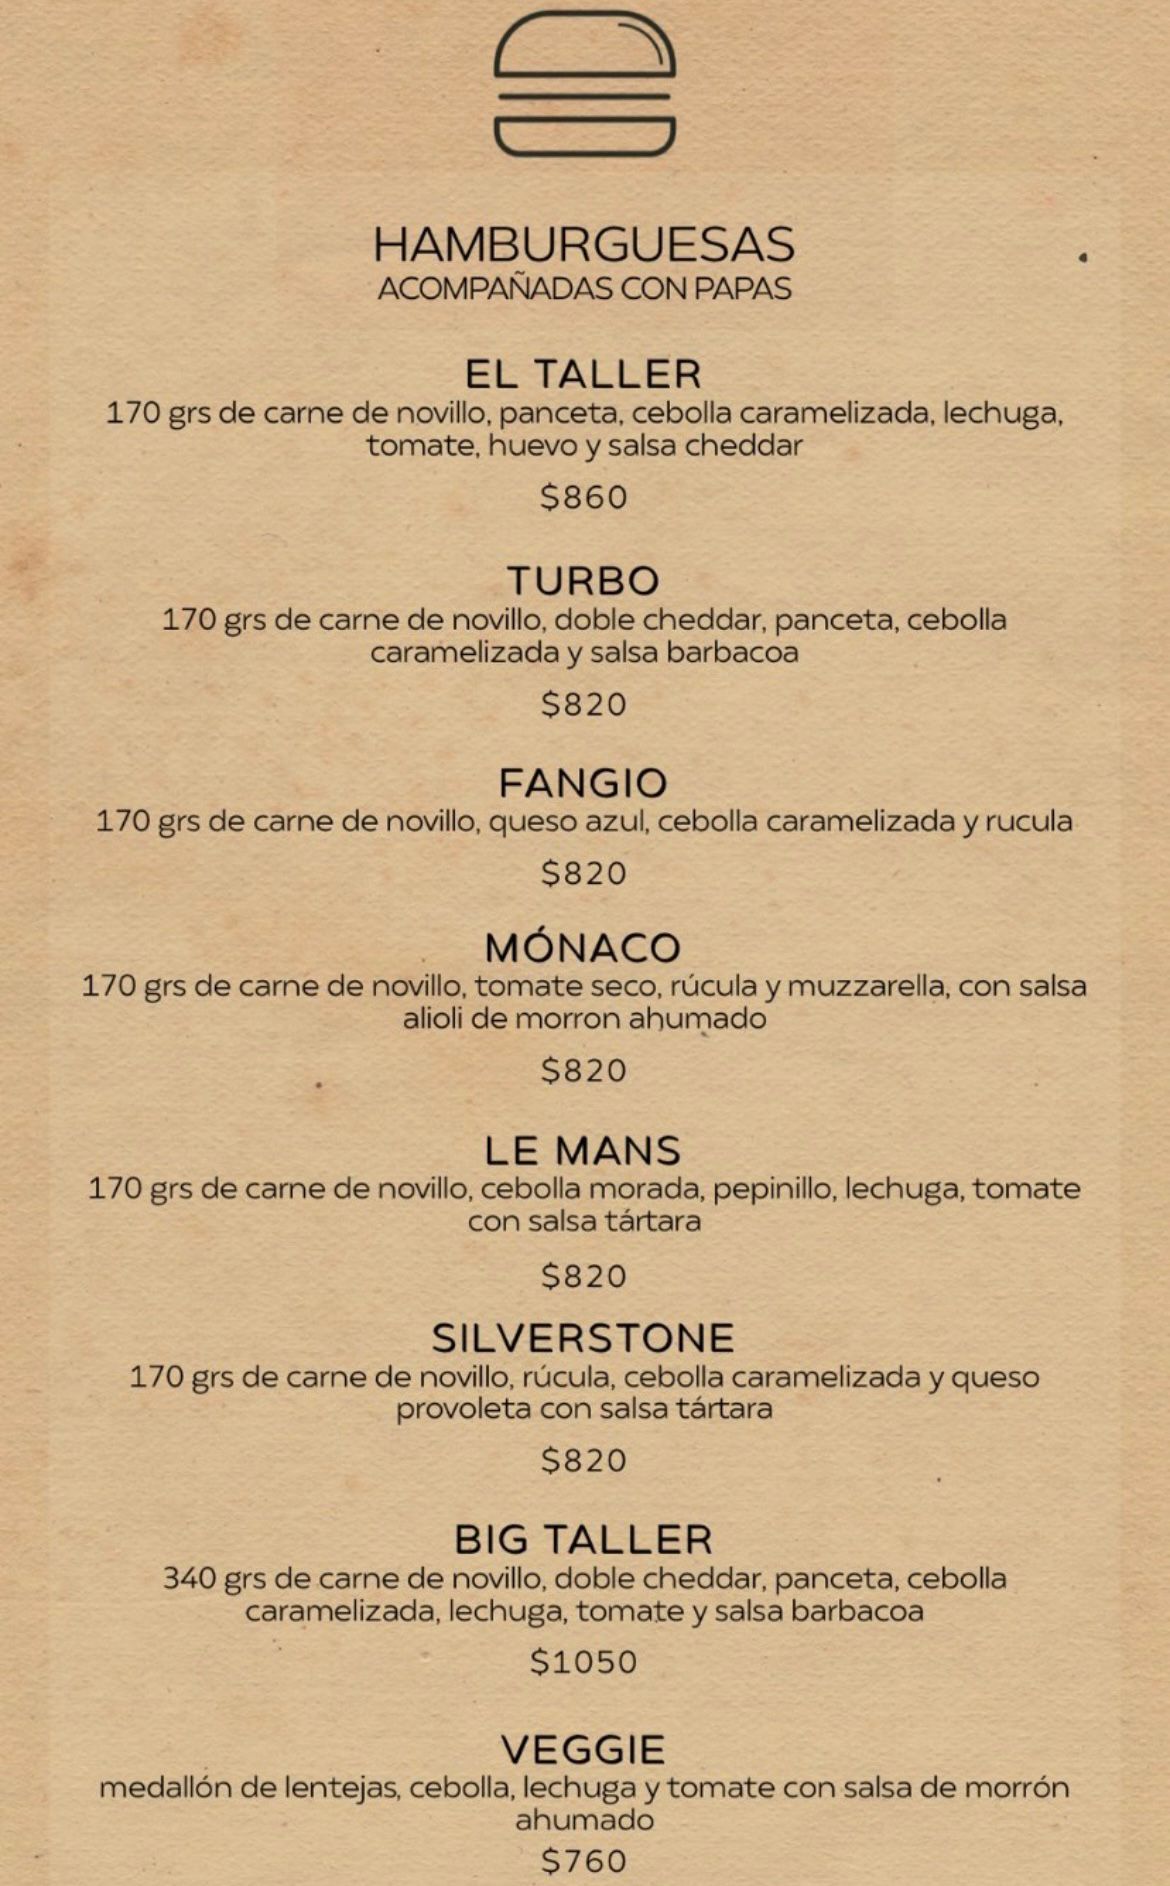 HAMBURGUESAS
ACOMPAÑADAS CON PAPAS
EL TALLER
170 grs de carne de novillo, panceta, cebolla caramelizada, lechuga,
tomate, huevo y salsa cheddar
$860
TURBO
170 grs de carne de novillo, doble cheddar, panceta, cebolla
caramelizada y salsa barbacoa
$820
FANGIO
170 grs de carne de novillo, queso azul, cebolla caramelizada y rucula
$820
MÓNACO
170 grs de carne de novillo, tomate seco, rúcula y muzzarella, con salsa
alioli de morron ahumado
$820
LE MANS
170 grs de carne de novillo, cebolla morada, pepinillo, lechuga, tomate
con salsa tártara
$820
SILVERSTONE
170 grs de carne de novillo, rúcula, cebolla caramelizada y queso
provoleta con salsa tártara
$820
BIG TALLER
340 grs de carne de novillo, doble cheddar, panceta, cebolla
caramelizada, lechuga, tomate y salsa barbacoa
$1050
VEGGIE
medallón de lentejas, cebolla, lechuga y tomate con salsa de morrón
ahumado
$760